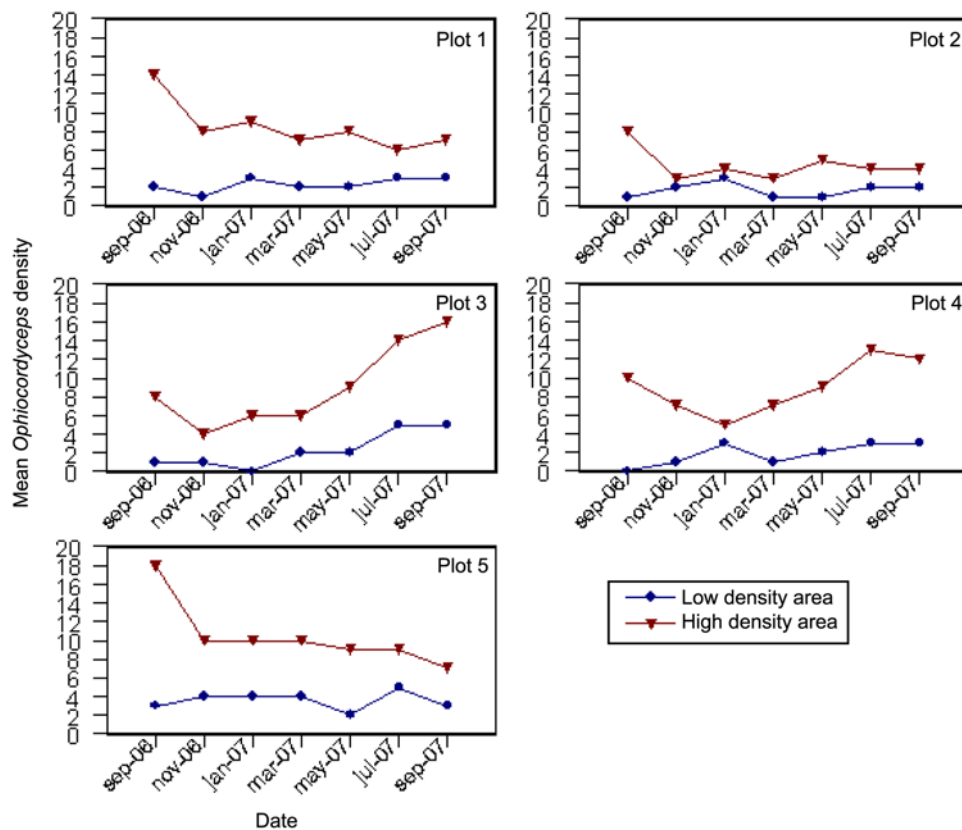 Mean Ophiocordyceps density
Plot 1
20
18
16
14
12
10
8
6
4
2
0
sep-06
nov-06
jan-07
mar-07
may-07
jul-07
sep-07
Plot 2
20
18
16
14
12
10
8
6
4
2
0
sep-06
nov-06
jan-07
mar-07
may-07
jul-07
sep-07
Plot 3
20
18
16
14
12
10
8
6
4
2
0
sep-06
nov-06
jan-07
mar-07
may-07
jul-07
sep-07
Plot 4
20
18
16
14
12
10
8
6
4
2
0
sep-06
nov-06
jan-07
mar-07
may-07
jul-07
sep-07
Plot 5
20
18
16
14
12
10
8
6
4
2
0
sep-06
nov-06
jan-07
mar-07
may-07
jul-07
sep-07
Low density area
High density area
Date